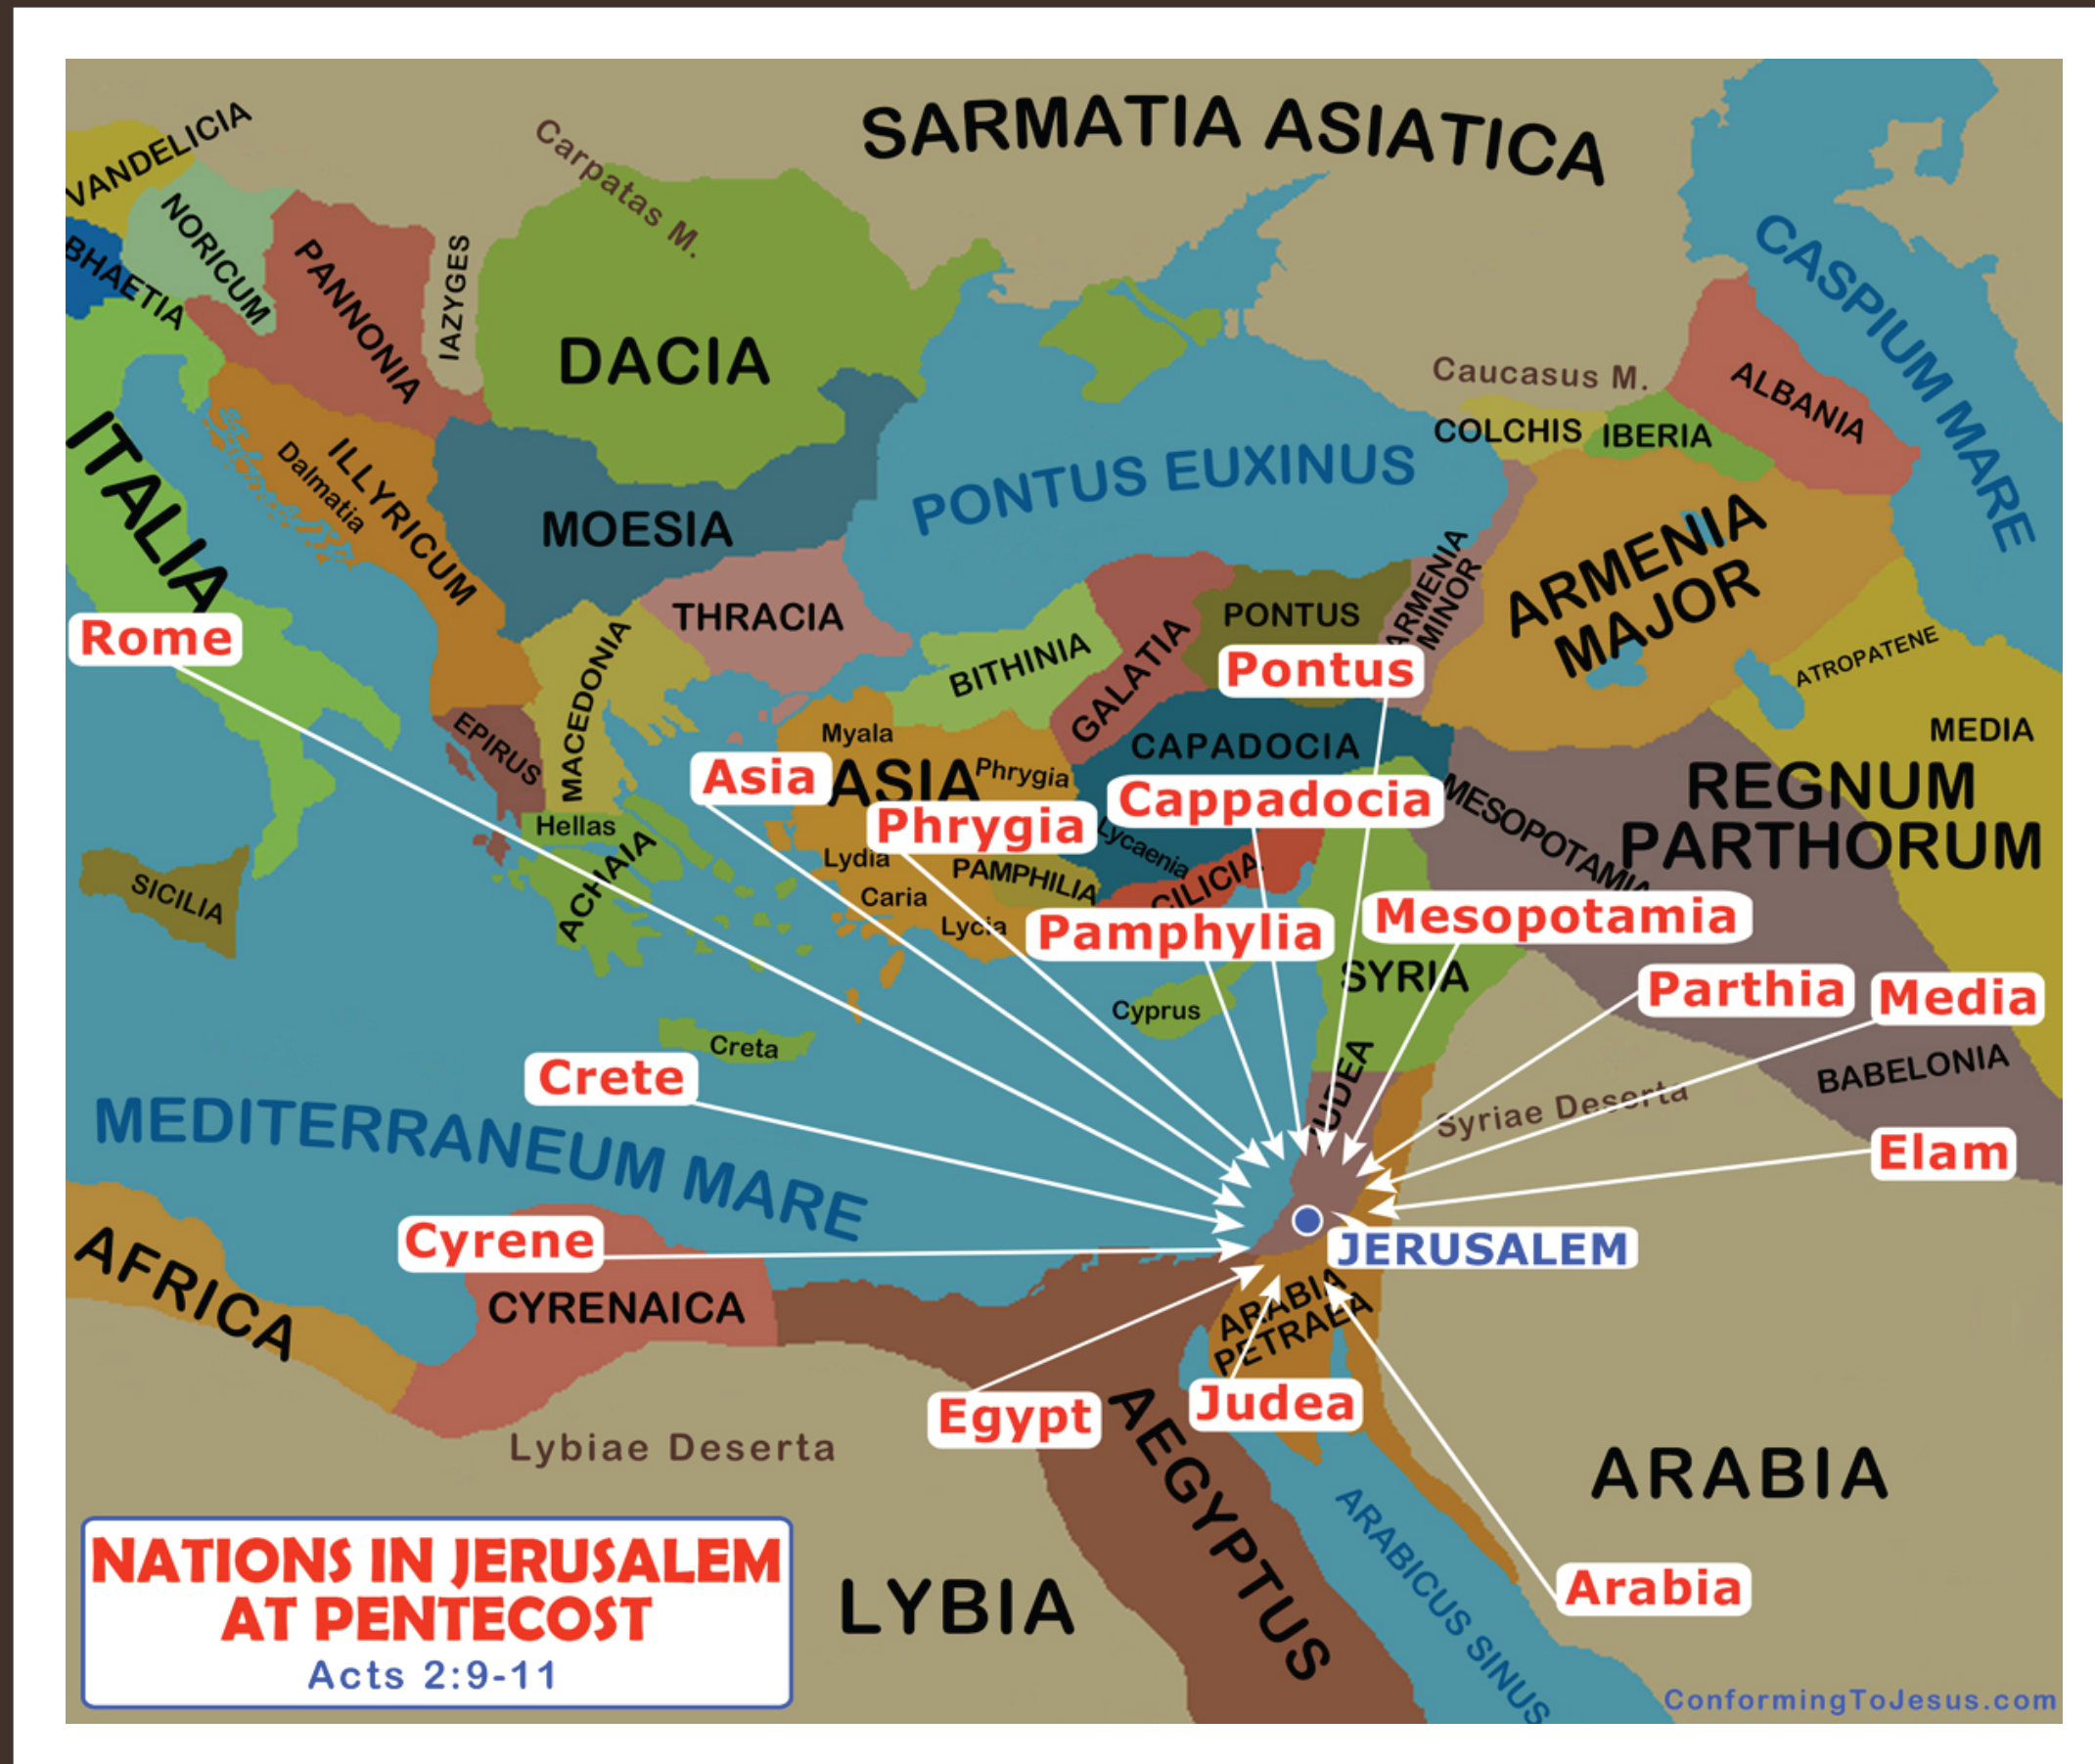 SARMATIA ASIATICA
VANDELICIA
Carpatas M.
NORICUM
BHAETIA
PANNONIA
IAZYGES
DACIA
CASPIUM MARE
Caucasus M.
ALBANIA
COLCHIS
IBERIA
ITALIA
ILLYRICUM
Dalmatia
MOESIA
PONTUS EUXINUS
ARMENIA
MAJOR
ARMENIA
MINOR
THRACIA
PONTUS
Rome
BITHINIA
GALATIA
Pontus
ATROPATENE
MACEDONIA
EPIRUS
Myala
CAPADOCIA
MEDIA
Asia
ASIA
Phrygia
REGNUM
PARTHORUM
Cappadocia
MESOPOTAMIA
Hellas
Phrygia
Lycaenia
ACHAIA
Lydia
PAMPHILIA
CILICIA
SICILIA
Caria
Lycia
Pamphylia
Mesopotamia
SYRIA
Parthia
Media
Cyprus
Creta
Crete
JUDEA
BABELONIA
Syriae Deserta
MEDITERRANEUM MARE
Elam
Cyrene
JERUSALEM
AFRICA
CYRENAICA
ARABIA
PETRAEA
Egypt
Judea
Lybiae Deserta
AEGYPTUS
ARABIA
ARABICUS SINUS
Arabia
LYBIA
NATIONS IN JERUSALEM
AT PENTECOST
Acts 2:9-11
ConformingToJesus.com